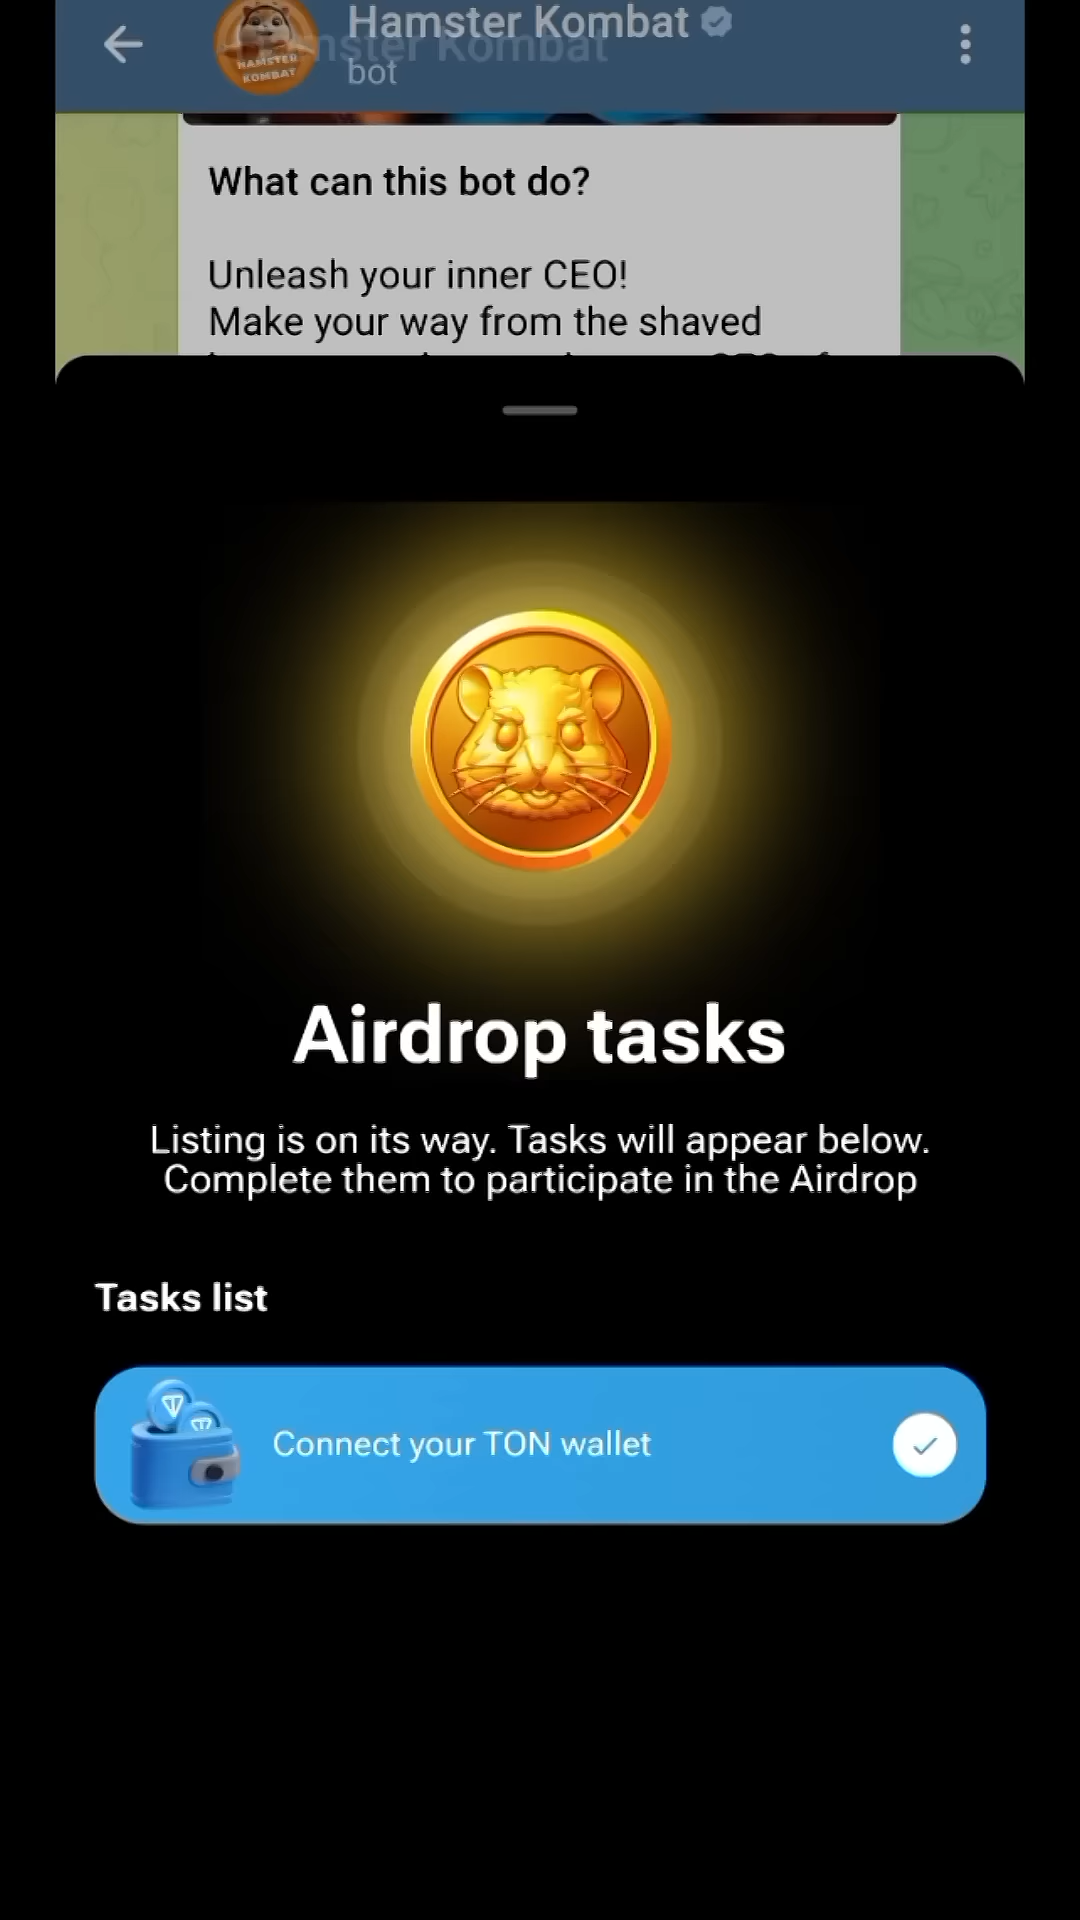 Hamster Kombat
bot
HAMSTER
KOMBAT
What can this bot do?
Unleash your inner CEO!
Make your way from the shaved
Airdrop tasks
Listing is on its way. Tasks will appear below.
Complete them to participate in the Airdrop
Tasks list
Connect your TON wallet